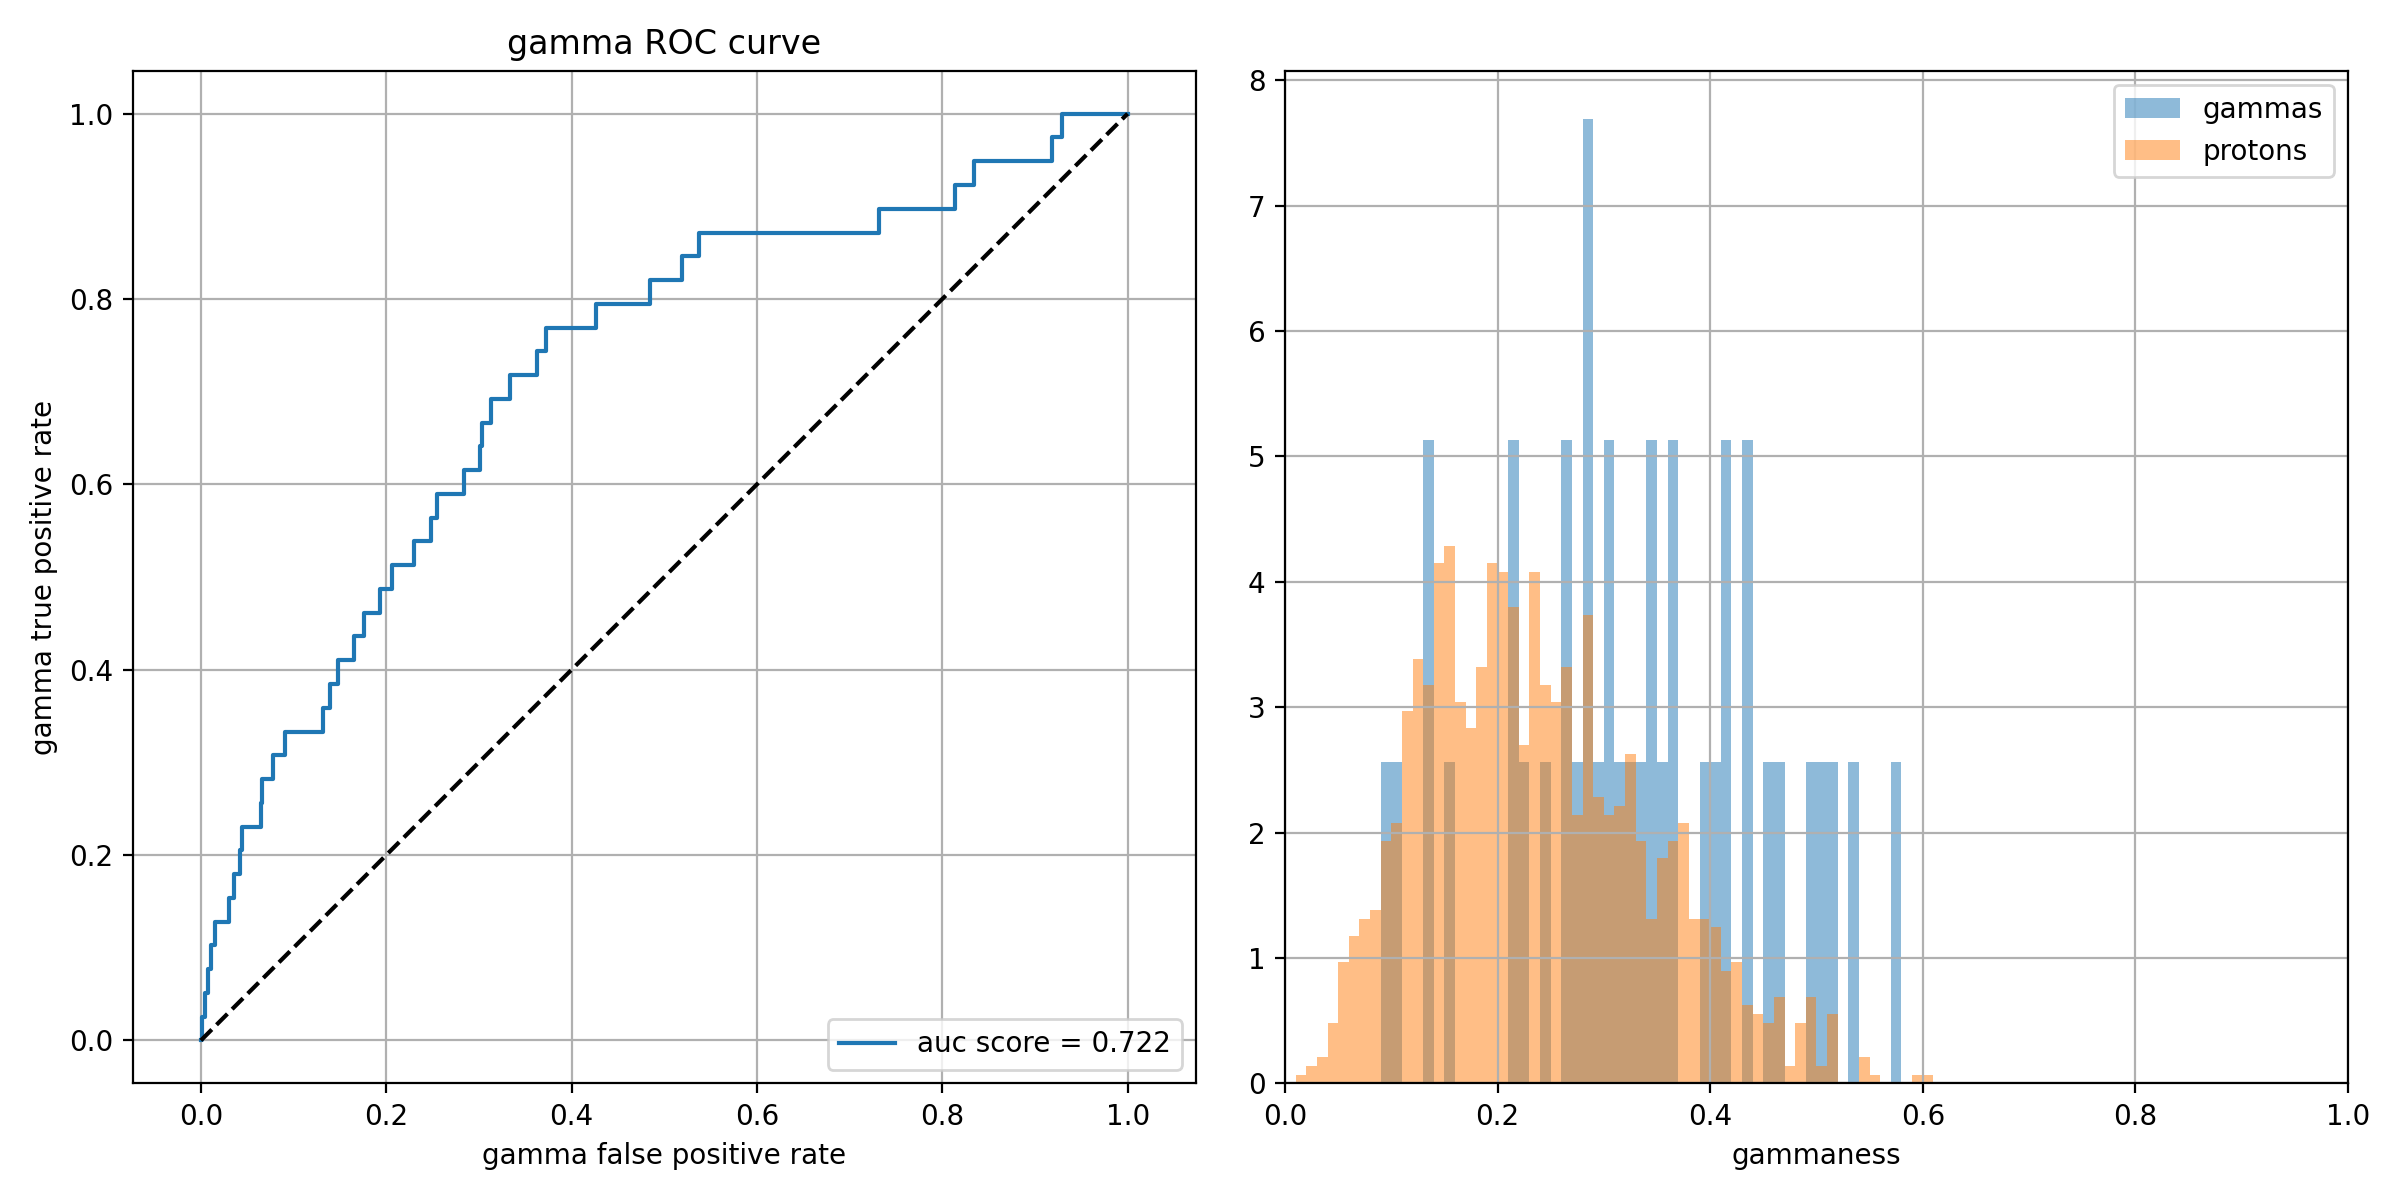 gamma ROC curve
gamma true positive rate
1.0
0.8
0.6
0.4
0.2
0.0
auc score = 0.722
0.0 0.2 0.4 0.6 0.8 1.0
gamma false positive rate
8
7
6
5
4
3
2
1
0
gammas
protons
0.0 0.2 0.4 0.6 0.8 1.0
gammaness